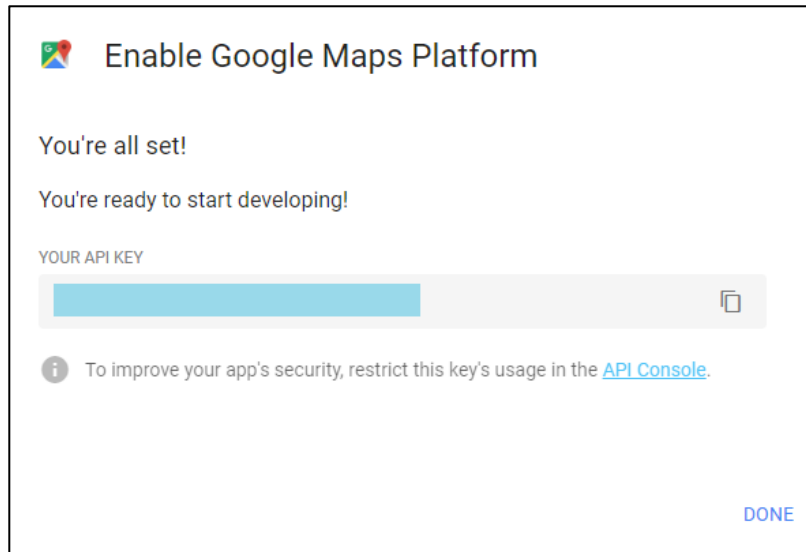 Enable Google Maps Platform
You're all set!
You're ready to start developing!
YOUR API KEY
To improve your app's security, restrict this key's usage in the API Console.
DONE